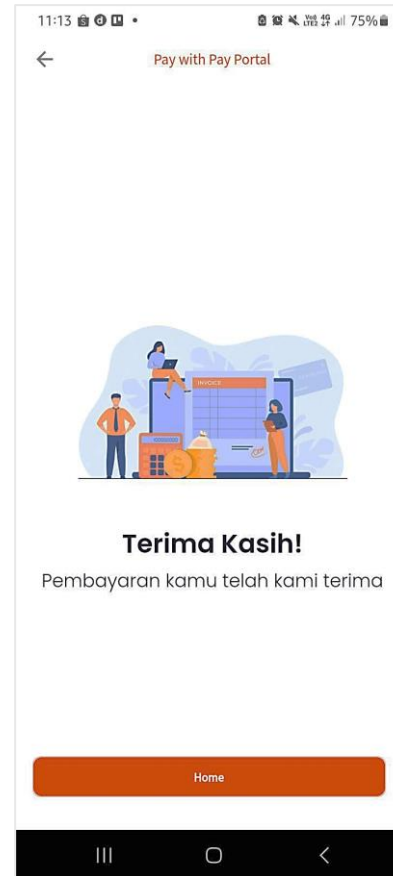 11:13
75%
Pay with Pay Portal
INVOICE
Terima Kasih!
Pembayaran kamu telah kami terima
Home